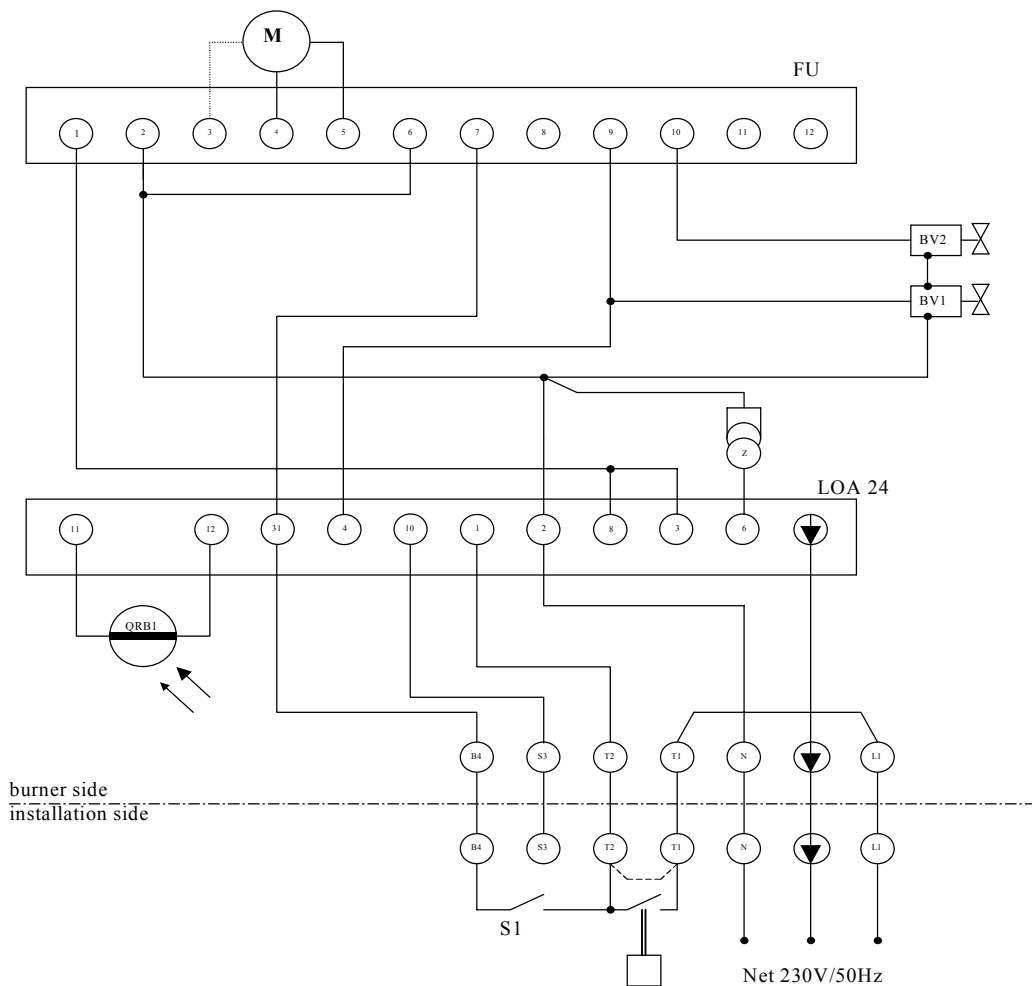 M
FU
1 2 3 4 5 6 7 8 9 10 11 12
BV2
BV1
Z
LOA 24
11 12 31 4 10 1 2 8 3 6
QRB1
B4 S3 T2 T1 N L1
burner side
installation side
B4 S3 T2 T1 N L1
S1
Net 230V/50Hz